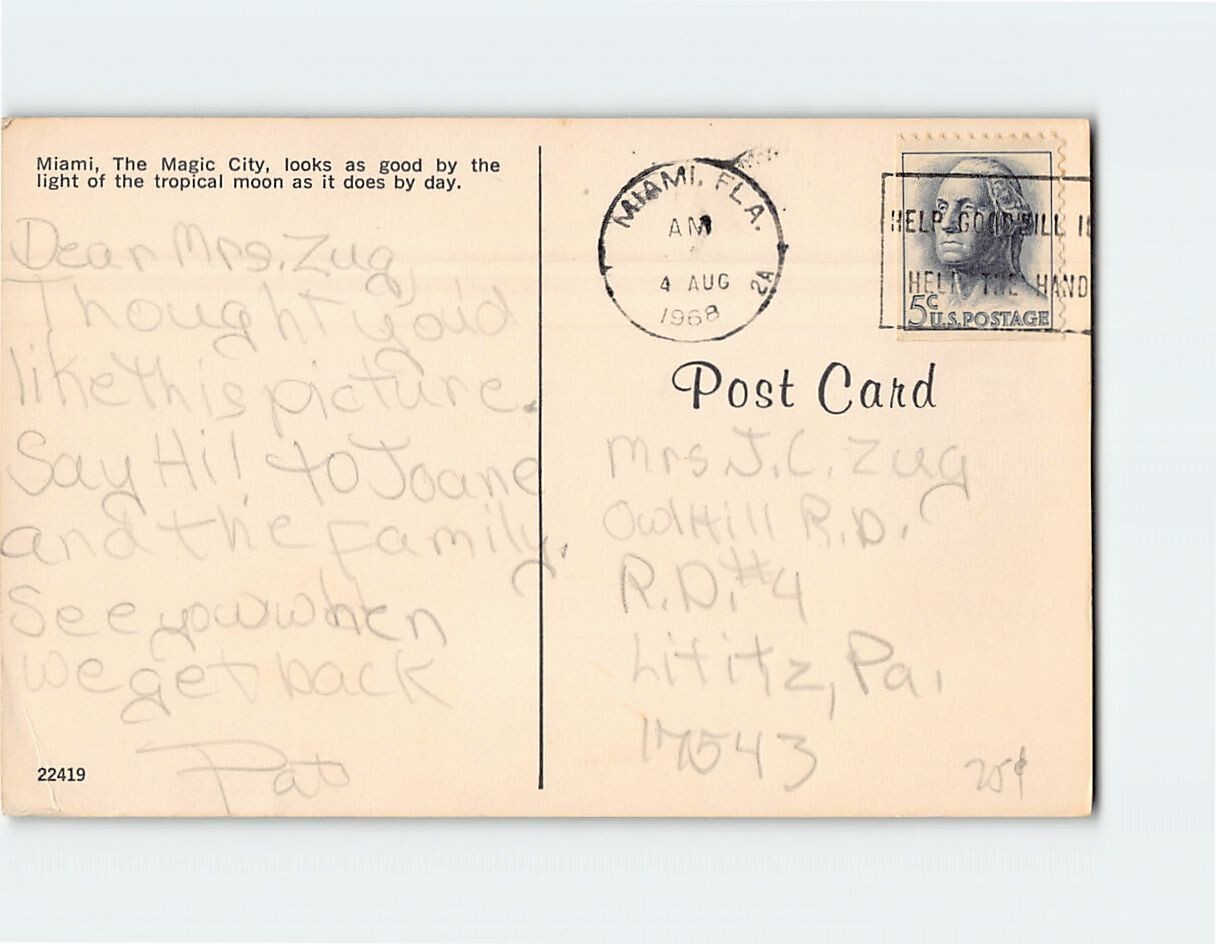 Miami, The Magic City, looks as good by the
light of the tropical moon as it does by day.
Dear Mrs. Zug,
Thought you'd
like this picture.
Say Hi! to Joane
and the family.
See you when
we get back
Pat
22419
MIAMI, FLA.
AM
4 AUG
2A
1968
HELP GOODWILL I
HELP THE HAND
5c
U.S. POSTAGE
Post Card
Mrs J.C. Zug
Owl Hill R.D.
R.D. #4
Lititz, Pa.
17543
25¢